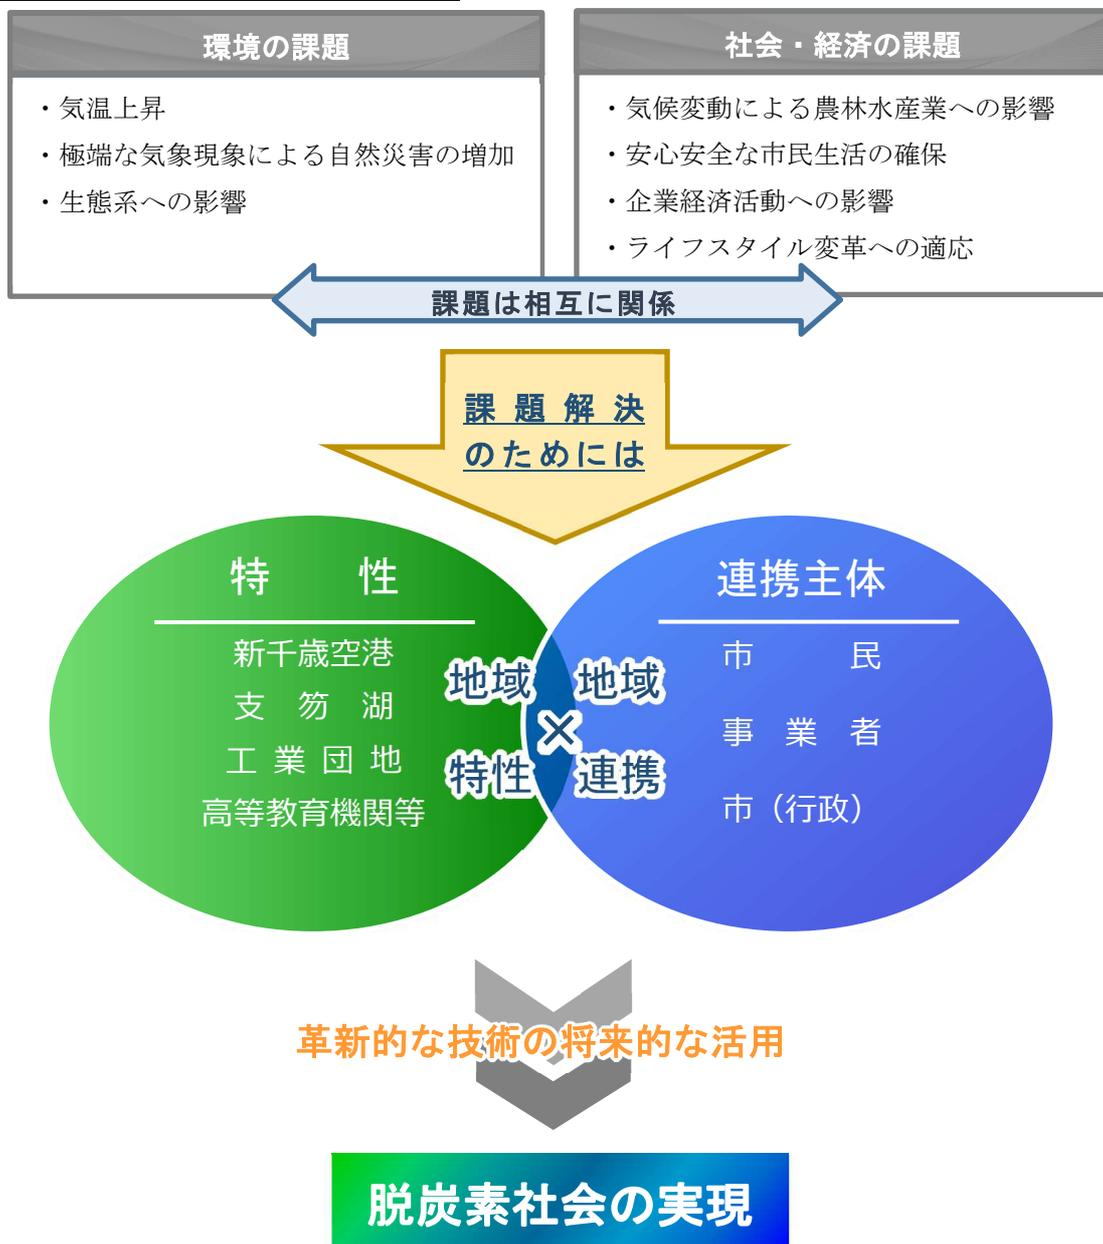 環境の課題
・気温上昇
・極端な気象現象による自然災害の増加
・生態系への影響
社会・経済の課題
・気候変動による農林水産業への影響
・安心安全な市民生活の確保
・企業経済活動への影響
・ライフスタイル変革への適応
課題は相互に関係
課題解決
のためには
特　性
新千歳空港
支笏湖
工業団地
高等教育機関等
地域
特性
×
地域
連携
連携主体
市　民
事業者
市（行政）
革新的な技術の将来的な活用
脱炭素社会の実現